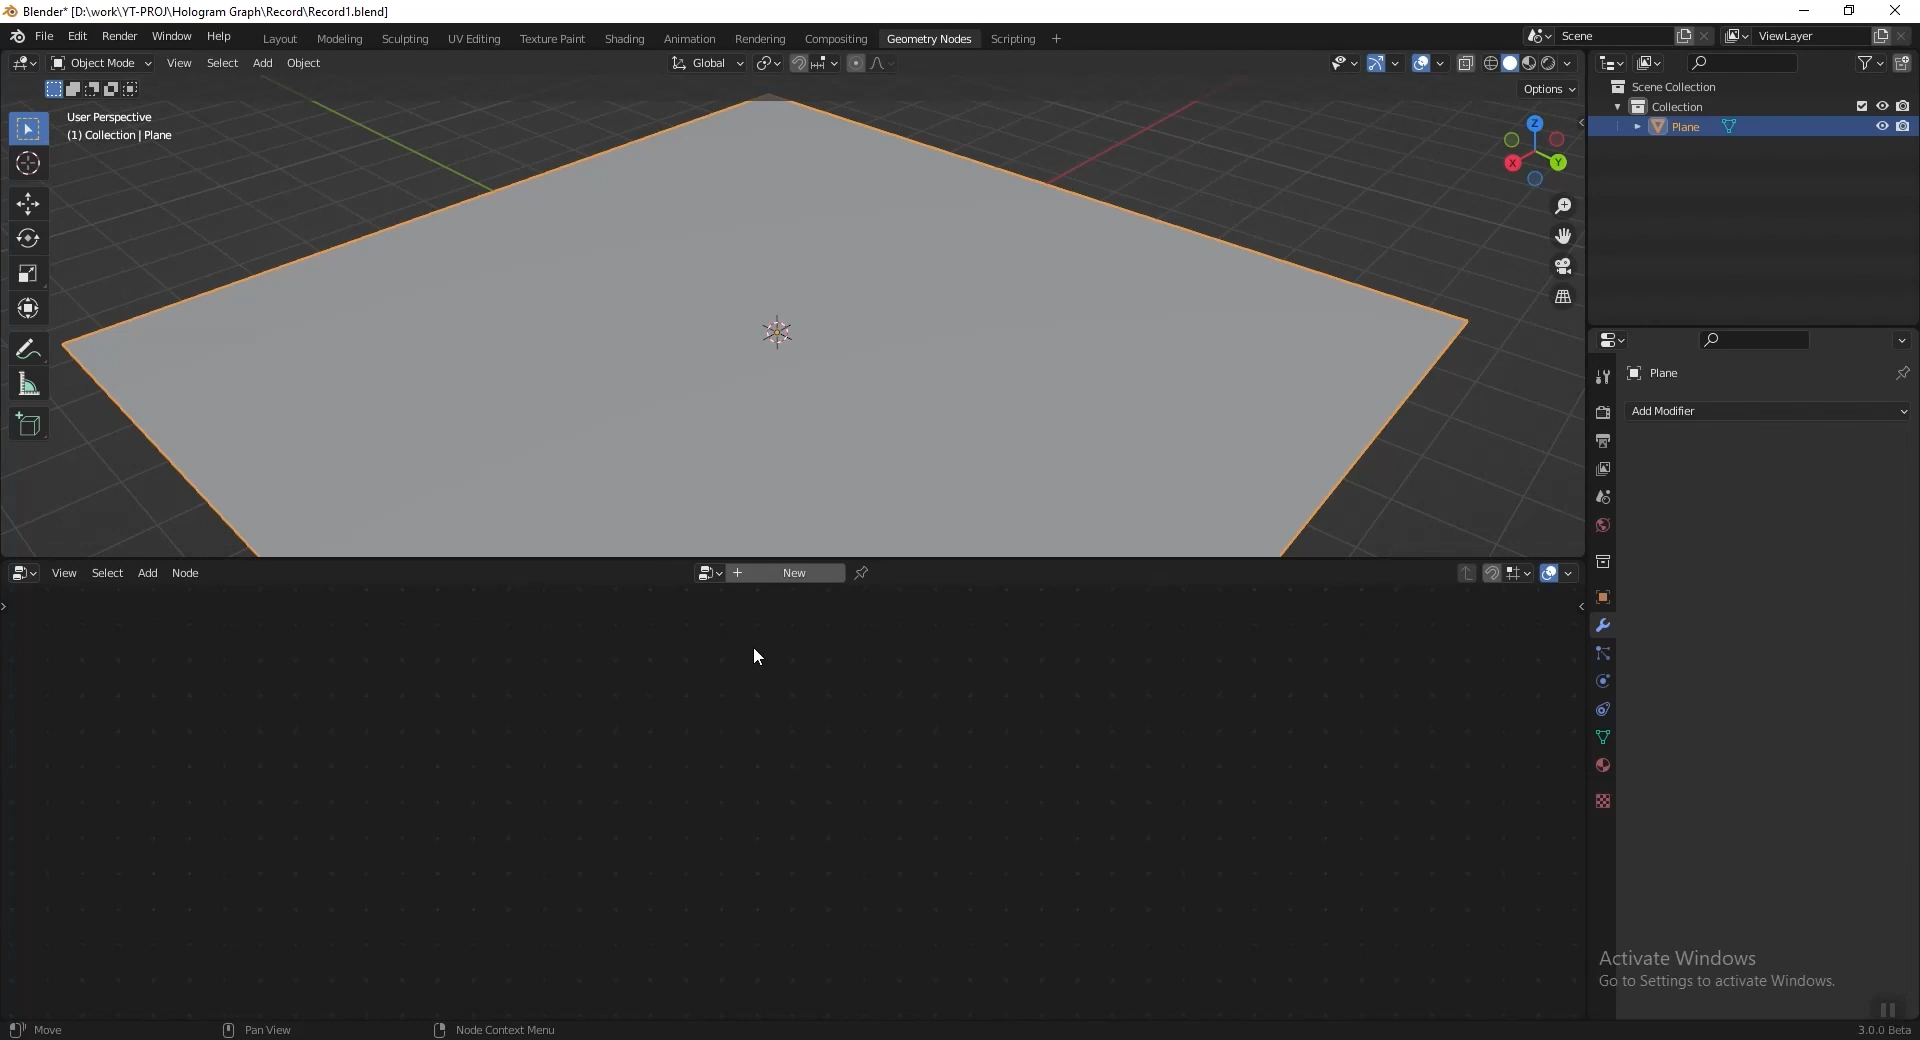 Blender* [D:\work\YT-PROJ\Hologram Graph\Record\Record1.blend]
File Edit Render Window Help Layout Modeling Sculpting UV Editing Texture Paint Shading Animation Rendering Compositing Geometry Nodes Scripting + Scene ViewLayer
Object Mode View Select Add Object Global
Options
User Perspective
(1) Collection | Plane
Z
X
Y
Scene Collection
Collection
Plane
Plane
Add Modifier
View Select Add Node + New
Activate Windows
Go to Settings to activate Windows.
Move Pan View Node Context Menu 3.0.0 Beta